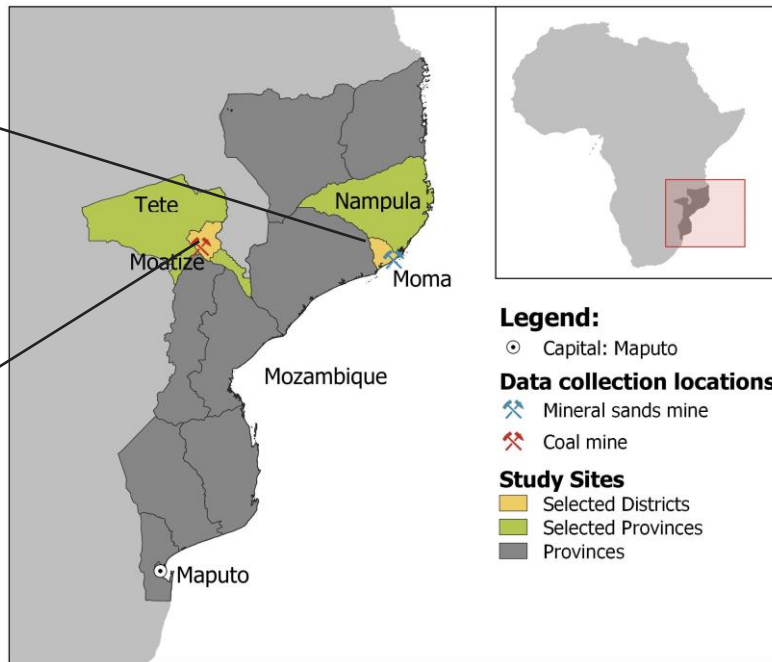 Tete
Nampula
Moatize
Moma
Mozambique
Maputo
Legend:
Capital: Maputo
Data collection locations
Mineral sands mine
Coal mine
Study Sites
Selected Districts
Selected Provinces
Provinces